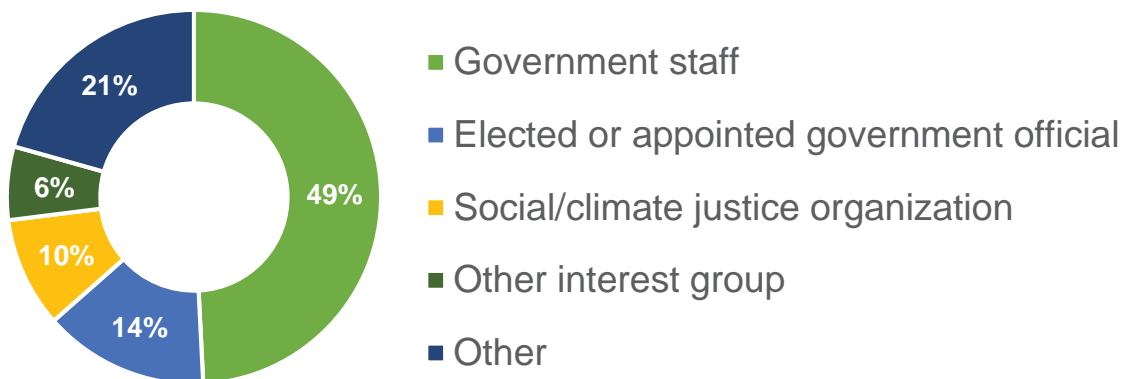 21%
6%
49%
10%
14%
Government staff
Elected or appointed government official
Social/climate justice organization
Other interest group
Other